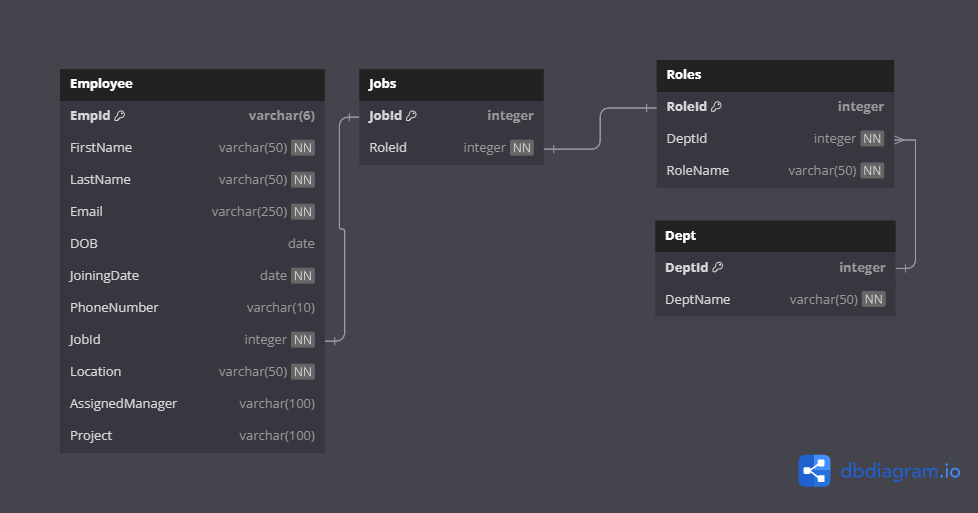 Employee
EmpId varchar(6)
FirstName varchar(50) NN
LastName varchar(50) NN
Email varchar(250) NN
DOB date
JoiningDate date NN
PhoneNumber varchar(10)
JobId integer NN
Location varchar(50) NN
AssignedManager varchar(100)
Project varchar(100)
Jobs
JobId integer
RoleId integer NN
Roles
RoleId integer
DeptId integer NN
RoleName varchar(50) NN
Dept
DeptId integer
DeptName varchar(50) NN
dbdiagram.io